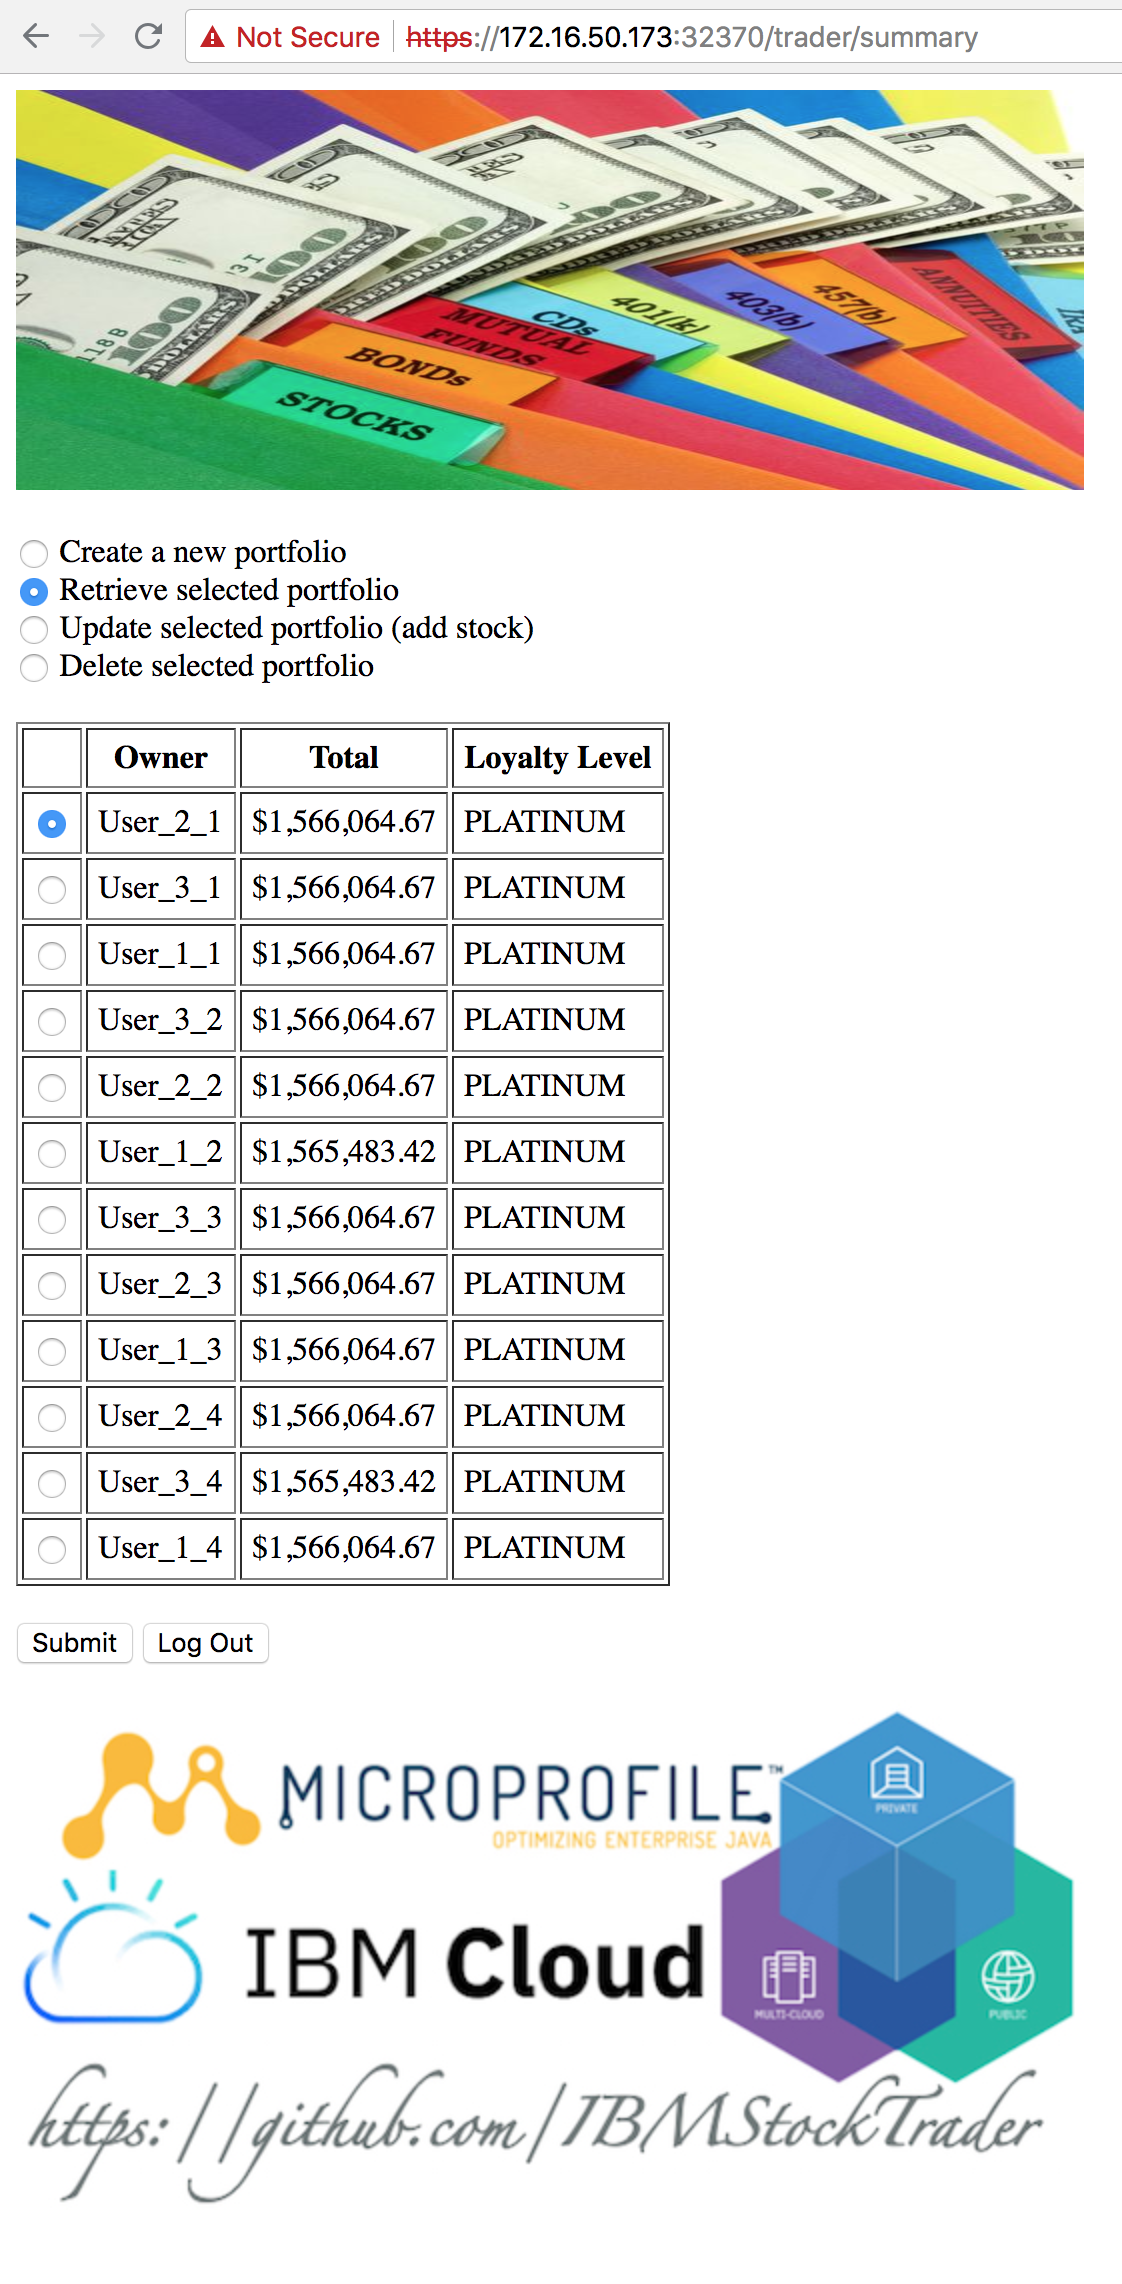 Not Secure https://172.16.50.173:32370/trader/summary
STOCKS
BONDs
MUTUAL
FUNDS
CDs
401(k)
403(b)
457(b)
ANNUITIES
100
Create a new portfolio
Retrieve selected portfolio
Update selected portfolio (add stock)
Delete selected portfolio
Owner Total Loyalty Level
User_2_1 $1,566,064.67 PLATINUM
User_3_1 $1,566,064.67 PLATINUM
User_1_1 $1,566,064.67 PLATINUM
User_3_2 $1,566,064.67 PLATINUM
User_2_2 $1,566,064.67 PLATINUM
User_1_2 $1,565,483.42 PLATINUM
User_3_3 $1,566,064.67 PLATINUM
User_2_3 $1,566,064.67 PLATINUM
User_1_3 $1,566,064.67 PLATINUM
User_2_4 $1,566,064.67 PLATINUM
User_3_4 $1,565,483.42 PLATINUM
User_1_4 $1,566,064.67 PLATINUM
Submit Log Out
MICROPROFILE™
OPTIMIZING ENTERPRISE JAVA
PRIVATE
IBM Cloud
MULTI-CLOUD
PUBLIC
https://github.com/IBMStockTrader